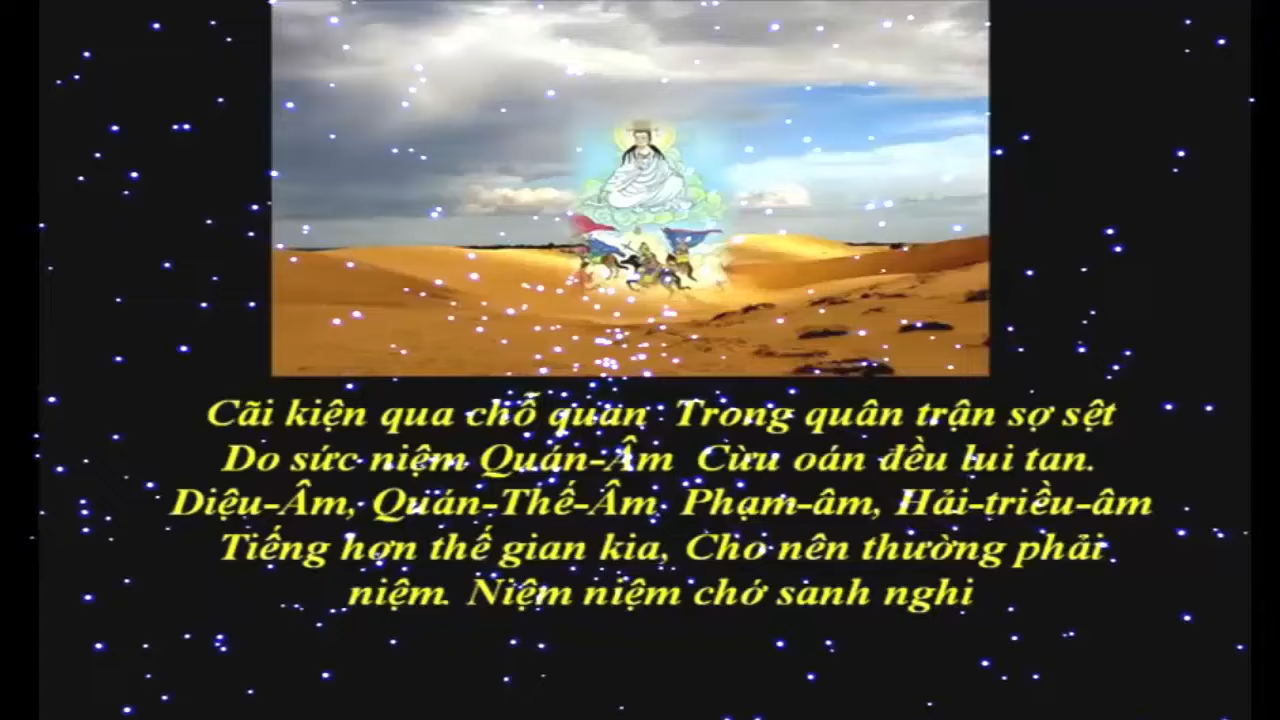 Cãi kiện qua chỗ quan Trong quân trận sợ sệt
Do sức niệm Quán-Âm Cừu oán đều lui tan.
Diệu-Âm, Quán-Thế-Âm Phạm-âm, Hải-triều-âm
Tiếng hơn thế gian kia, Cho nên thường phải
niệm. Niệm niệm chớ sanh nghi